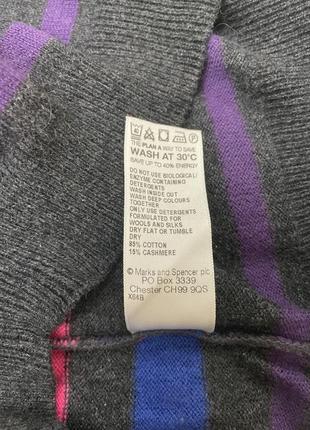 THE PLAN A WAY TO SAVE
WASH AT 30°C
SAVE UP TO 40% ENERGY
DO NOT USE BIOLOGICAL/
ENZYME CONTAINING
DETERGENTS
WASH INSIDE OUT
WASH DEEP COLOURS
TOGETHER
ONLY USE DETERGENTS
FORMULATED FOR
WOOLS AND SILKS
DRY FLAT OR TUMBLE
DRY
85% COTTON
15% CASHMERE
© Marks and Spencer plc
PO Box 3339
Chester CH99 9QS
X64B